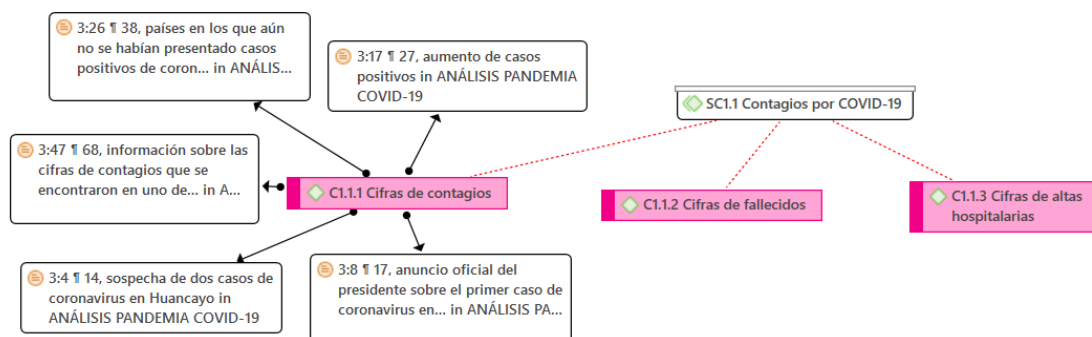 3:26 ¶ 38, países en los que aún
no se habían presentado casos
positivos de coron... in ANÁLIS...
3:17 ¶ 27, aumento de casos
positivos in ANÁLISIS PANDEMIA
COVID-19
SC1.1 Contagios por COVID-19
3:47 ¶ 68, información sobre las
cifras de contagios que se
encontraron en uno de... in A...
C1.1.1 Cifras de contagios
C1.1.2 Cifras de fallecidos
C1.1.3 Cifras de altas
hospitalarias
3:4 ¶ 14, sospecha de dos casos de
coronavirus en Huancayo in
ANÁLISIS PANDEMIA COVID-19
3:8 ¶ 17, anuncio oficial del
presidente sobre el primer caso de
coronavirus en... in ANÁLISIS PA...